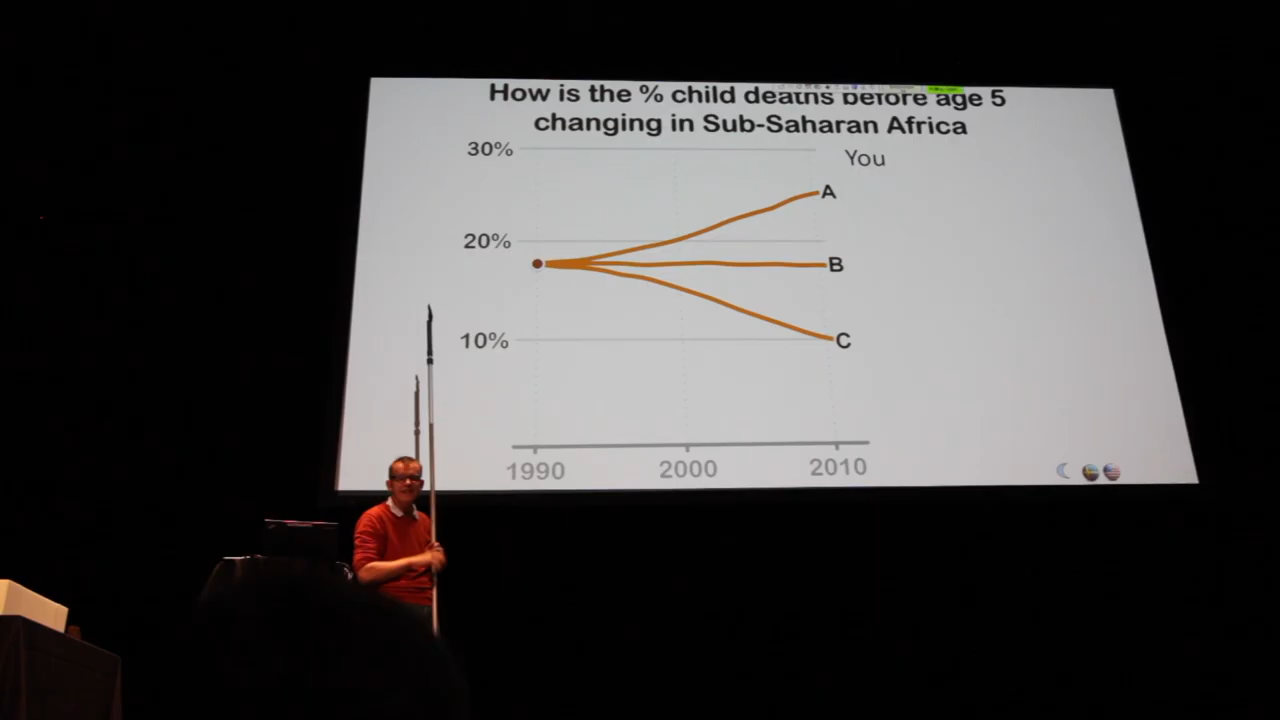 How is the % child deaths before age 5
changing in Sub-Saharan Africa
30%
You
A
20%
B
10%
C
1990
2000
2010